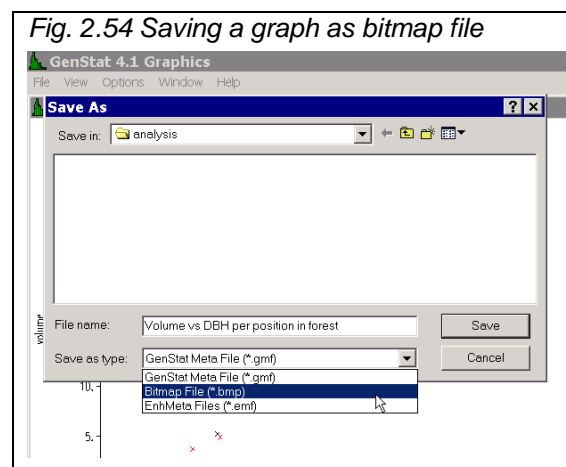 Fig. 2.54 Saving a graph as bitmap file
GenStat 4.1 Graphics
File View Options Window Help
Save As
Save in: analysis
File name: Volume vs DBH per position in forest Save
Save as type: GenStat Meta File (*.gmf) Cancel
GenStat Meta File (*.gmf)
Bitmap File (*.bmp)
EnhMeta Files (*.emf)
volume
10.
5.